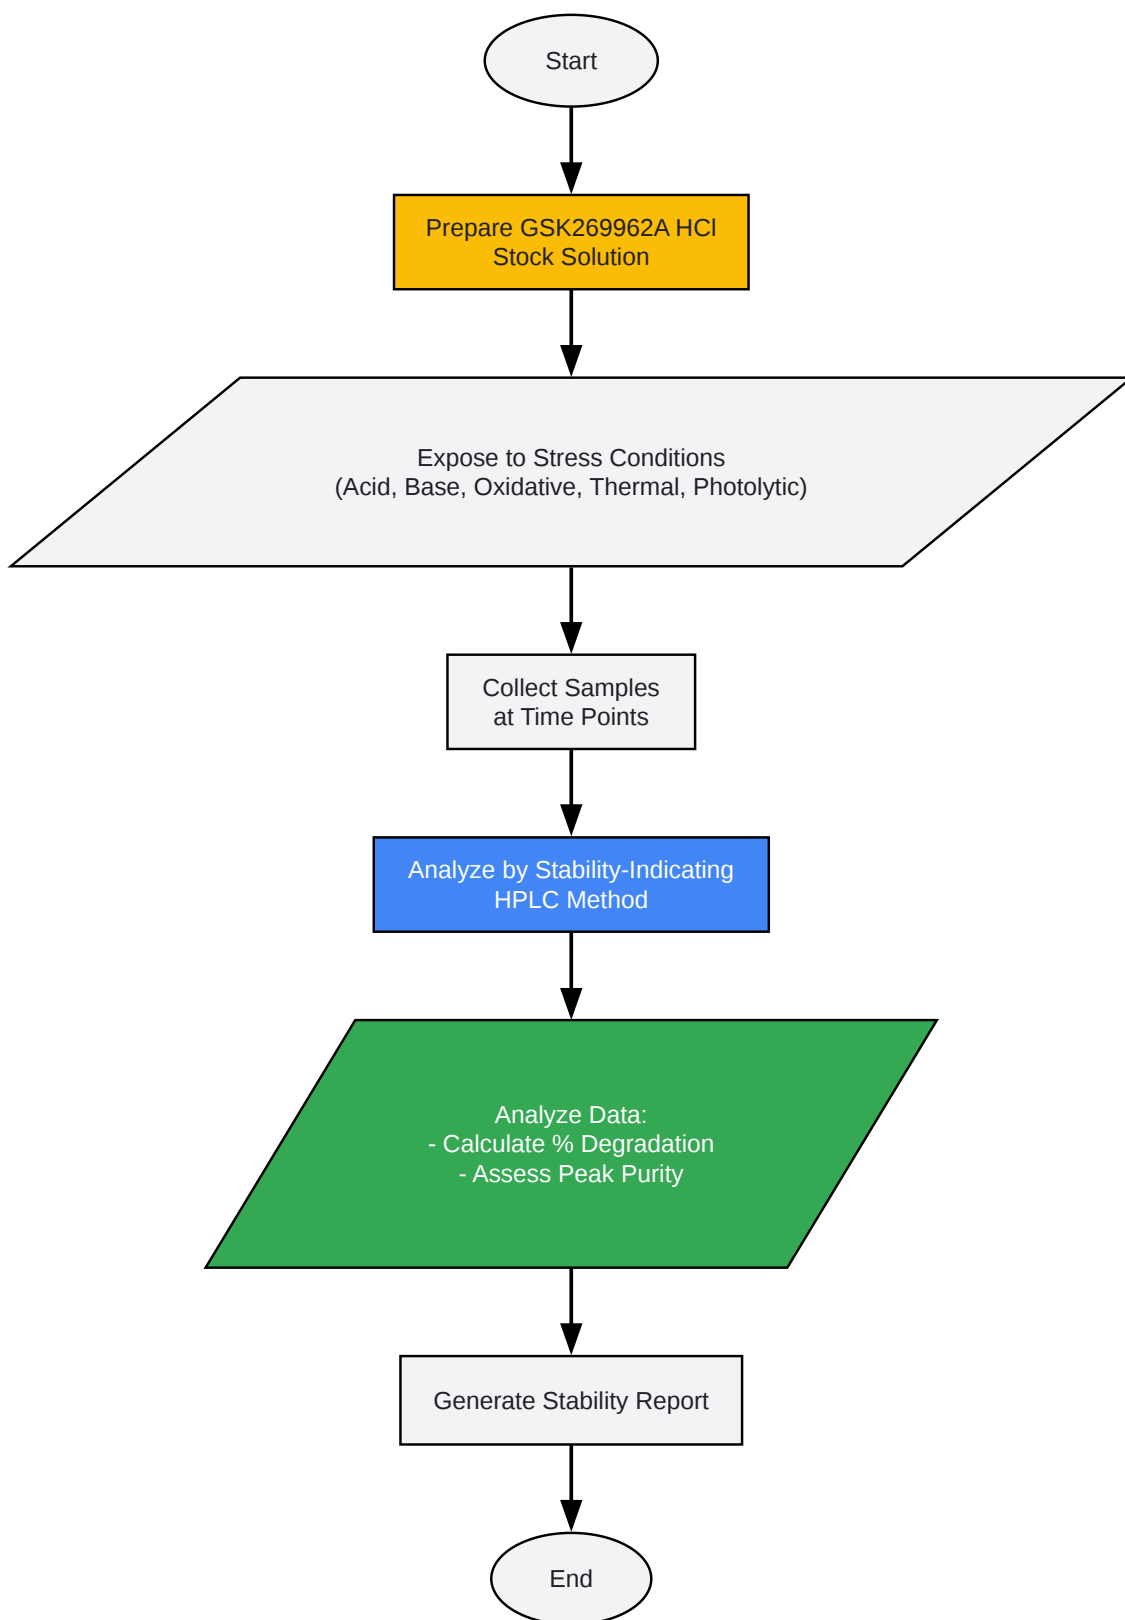 Start
Prepare GSK269962A HCl
Stock Solution
Expose to Stress Conditions
(Acid, Base, Oxidative, Thermal, Photolytic)
Collect Samples
at Time Points
Analyze by Stability-Indicating
HPLC Method
Analyze Data:
- Calculate % Degradation
- Assess Peak Purity
Generate Stability Report
End